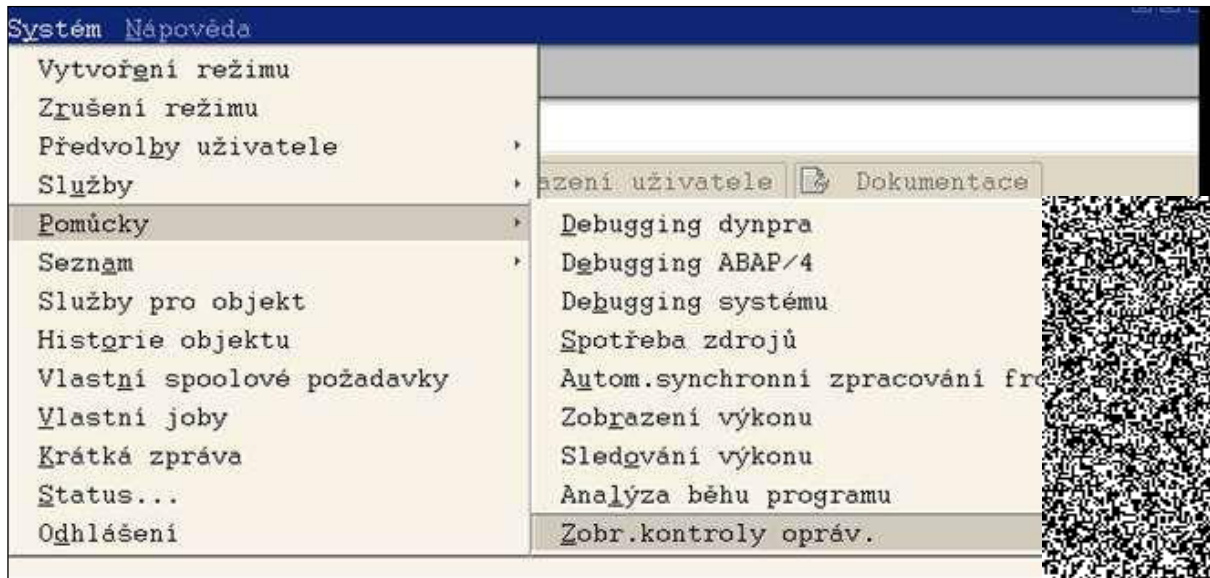 Systém Nápověda
Vytvoření režimu
Zrušení režimu
Předvolby uživatele
Služby
azení uživatele Dokumentace
Pomůcky
Seznam
Služby pro objekt
Historie objektu
Vlastní spoolové požadavky
Vlastní joby
Krátká zpráva
Status...
Odhlášení
Debugging dynpra
Debugging ABAP/4
Debugging systému
Spotřeba zdrojů
Autom.synchronní zpracování
Zobrazení výkonu
Sledování výkonu
Analýza běhu programu
Zobr.kontroly opráv.